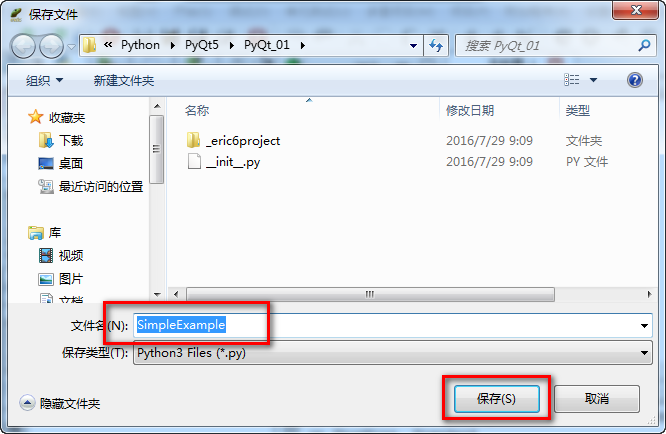 保存文件
« Python ▸ PyQt5 ▸ PyQt_01 ▸
搜索 PyQt_01
组织 新建文件夹
名称 修改日期 类型
收藏夹
下载
桌面
最近访问的位置
库
视频
图片
文档
_eric6project 2016/7/29 9:09 文件夹
__init__.py 2016/7/29 9:09 PY 文件
文件名(N): SimpleExample
保存类型(T): Python3 Files (*.py)
隐藏文件夹 保存(S) 取消